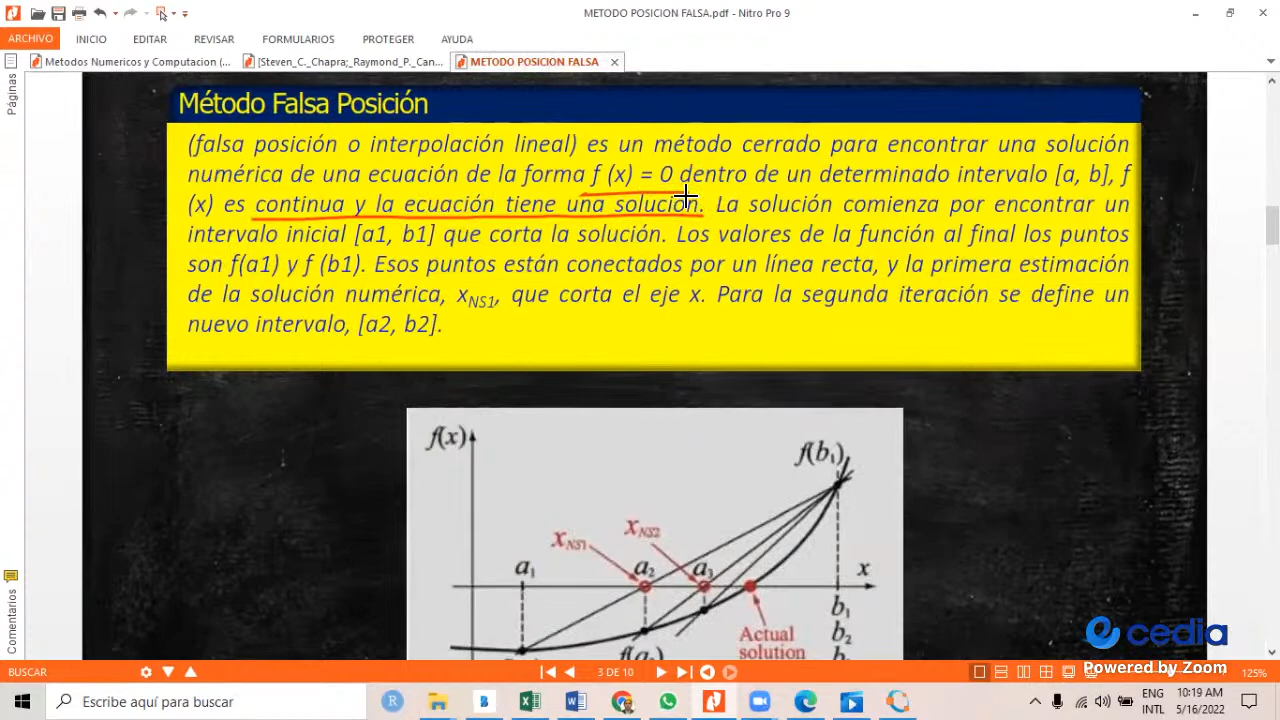 METODO POSICION FALSA.pdf - Nitro Pro 9
ARCHIVO INICIO EDITAR REVISAR FORMULARIOS PROTEGER AYUDA
Metodos Numericos y Computacion (... [Steven_C._Chapra;_Raymond_P._Can... METODO POSICION FALSA
Páginas
Método Falsa Posición
(falsa posición o interpolación lineal) es un método cerrado para encontrar una solución
numérica de una ecuación de la forma f (x) = 0 dentro de un determinado intervalo [a, b], f
(x) es continua y la ecuación tiene una solución. La solución comienza por encontrar un
intervalo inicial [a1, b1] que corta la solución. Los valores de la función al final los puntos
son f(a1) y f (b1). Esos puntos están conectados por un línea recta, y la primera estimación
de la solución numérica, xNS1, que corta el eje x. Para la segunda iteración se define un
nuevo intervalo, [a2, b2].
f(x)
f(b1)
xNS1 xNS2
a1 a2 a3 x
b1
b2
Actual
solution
f(a2)
Comentarios
cedia
Powered by Zoom
BUSCAR 3 DE 10 125%
Escribe aquí para buscar
ENG
INTL
10:19 AM
5/16/2022